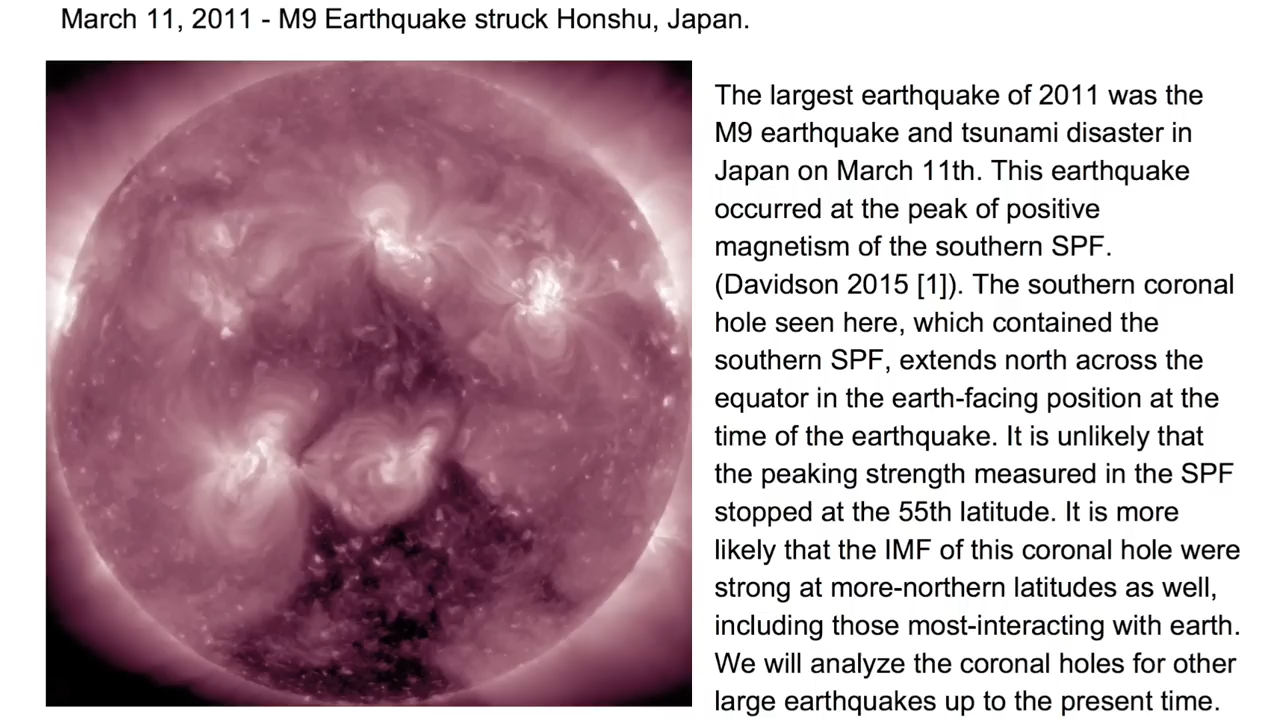 March 11, 2011 - M9 Earthquake struck Honshu, Japan.
The largest earthquake of 2011 was the
M9 earthquake and tsunami disaster in
Japan on March 11th. This earthquake
occurred at the peak of positive
magnetism of the southern SPF.
(Davidson 2015 [1]). The southern coronal
hole seen here, which contained the
southern SPF, extends north across the
equator in the earth-facing position at the
time of the earthquake. It is unlikely that
the peaking strength measured in the SPF
stopped at the 55th latitude. It is more
likely that the IMF of this coronal hole were
strong at more-northern latitudes as well,
including those most-interacting with earth.
We will analyze the coronal holes for other
large earthquakes up to the present time.